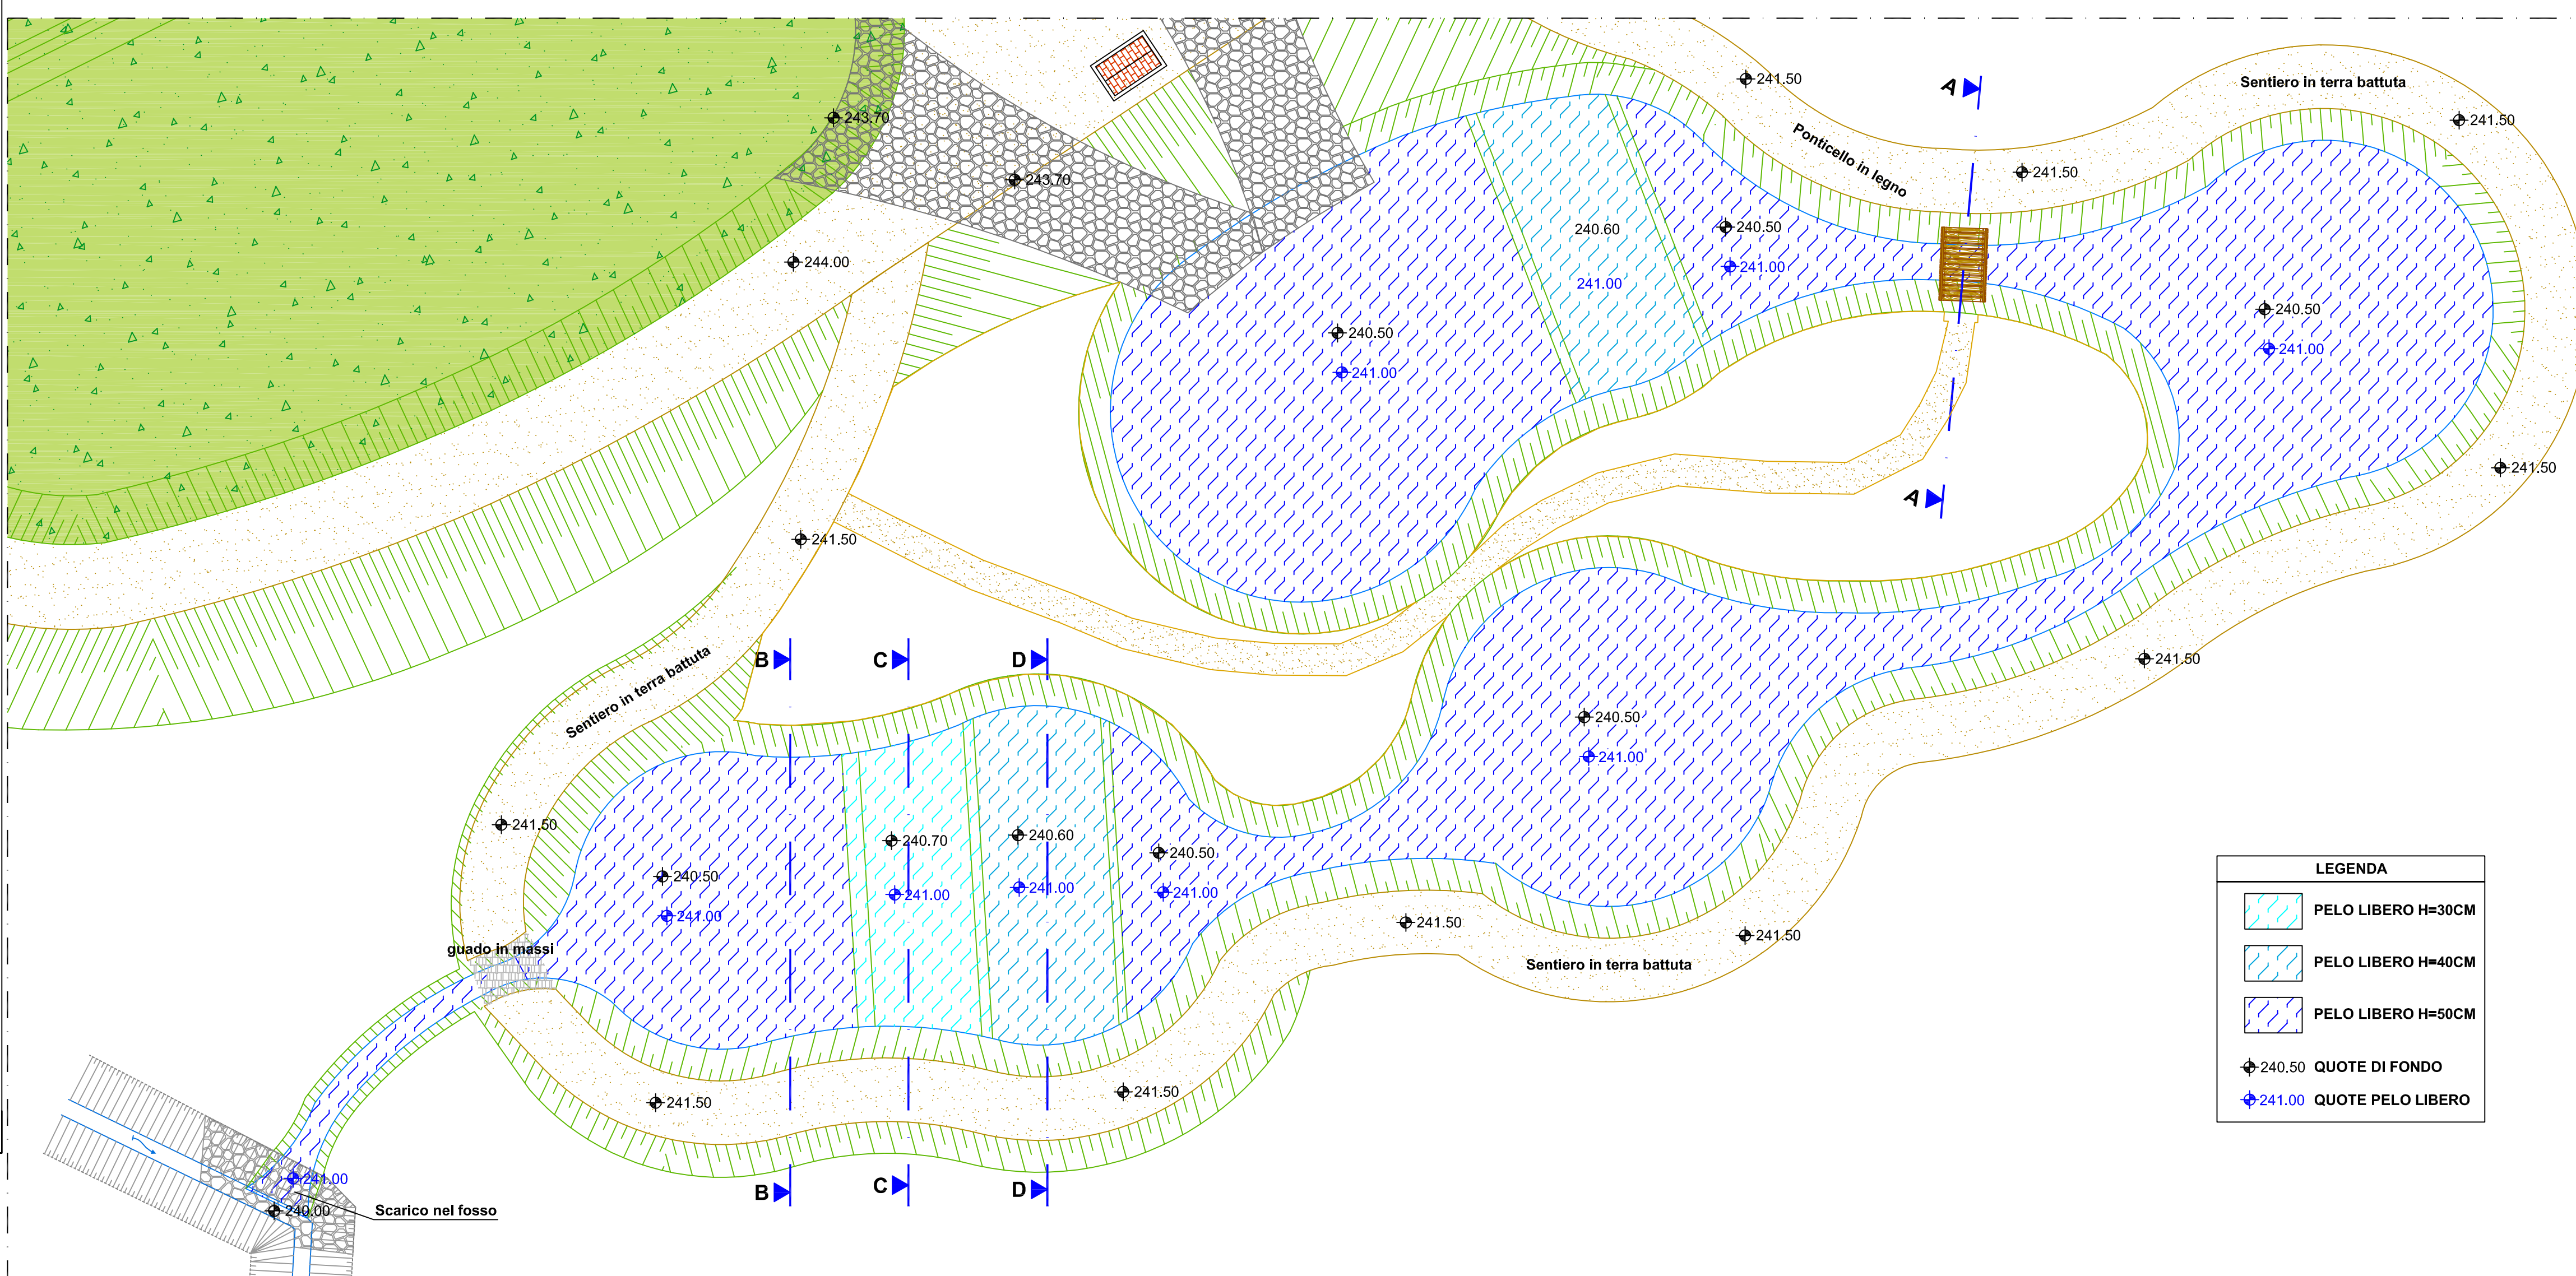 241.50
A
Sentiero in terra battuta
243.70
241.50
Ponticello in legno
243.70
241.50
240.50
240.60
244.00
241.00
241.00
240.50
240.50
241.00
241.00
241.50
A
241.50
B
C
D
241.50
Sentiero in terra battuta
240.50
241.00
241.50
240.70
240.60
240.50
240.50
241.00
241.00
241.00
241.00
241.50
241.50
guado in massi
Sentiero in terra battuta
241.50
241.50
241.00
240.00
Scarico nel fosso
B
C
D
LEGENDA
PELO LIBERO H=30CM
PELO LIBERO H=40CM
PELO LIBERO H=50CM
240.50 QUOTE DI FONDO
241.00 QUOTE PELO LIBERO